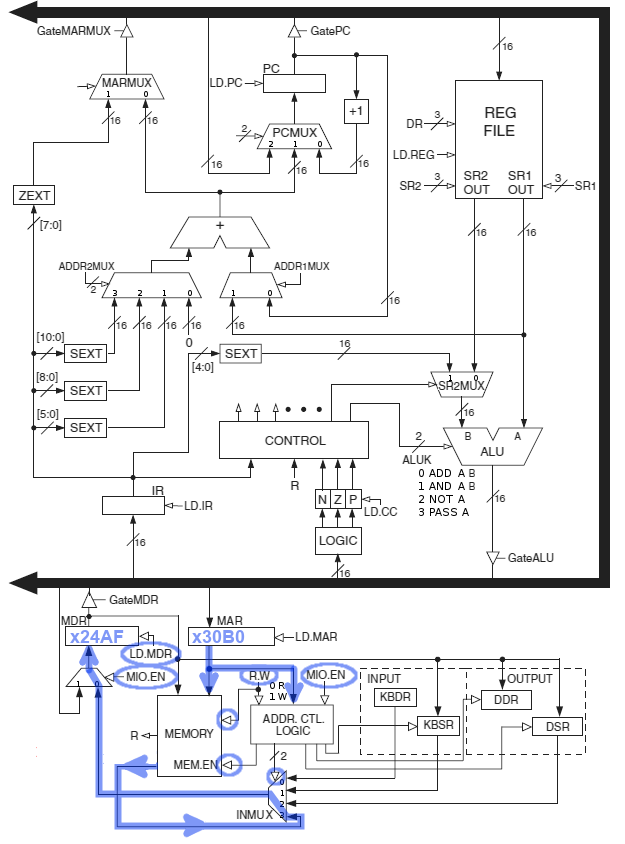 GateMARMUX
GatePC
16
MARMUX
1 0
16 16
PC
LD.PC
+1
2
PCMUX
2 1 0
16 16 16
REG
FILE
DR 3
LD.REG
SR2 3
SR2
OUT
SR1
OUT
3
SR1
16 16
ZEXT
[7:0]
+
ADDR2MUX
2
3 2 1 0
ADDR1MUX
1 0
16 16 16
0
16
16
[10:0]
SEXT
[8:0]
SEXT
[5:0]
SEXT
[4:0]
SEXT
16
1 0
SR2MUX
16
CONTROL
2
ALUK
B A
ALU
0 ADD A B
1 AND A B
2 NOT A
3 PASS A
R
N Z P
LD.CC
LOGIC
16
IR
LD.IR
16
16
GateALU
GateMDR
MDR
x24AF
LD.MDR
MAR
x30B0
LD.MAR
MIO.EN
1 0
R.W
0 R
1 W
MIO.EN
MEMORY
R
MEM.EN
ADDR. CTL.
LOGIC
2
INPUT
KBDR
KBSR
OUTPUT
DDR
DSR
0
1
2
3
INMUX